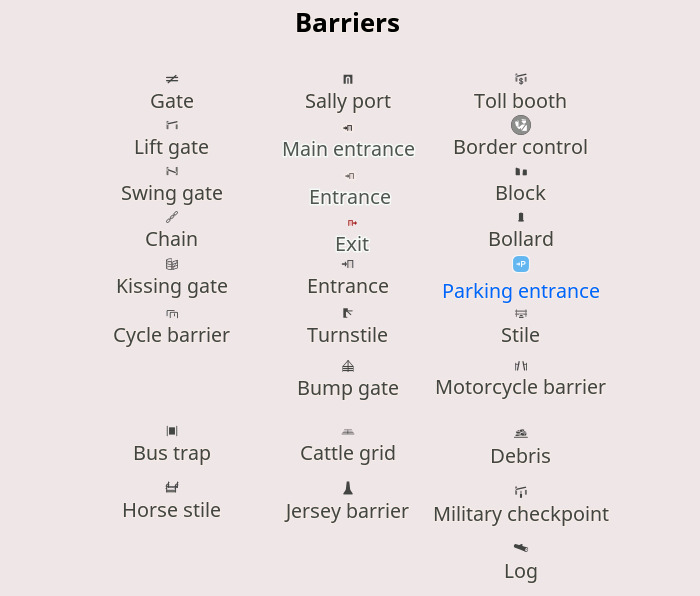 Barriers
Gate
Sally port
Toll booth
Lift gate
Main entrance
Border control
Swing gate
Entrance
Block
Chain
Exit
Bollard
Kissing gate
Entrance
P
Parking entrance
Cycle barrier
Turnstile
Stile
Bump gate
Motorcycle barrier
Bus trap
Cattle grid
Debris
Horse stile
Jersey barrier
Military checkpoint
Log